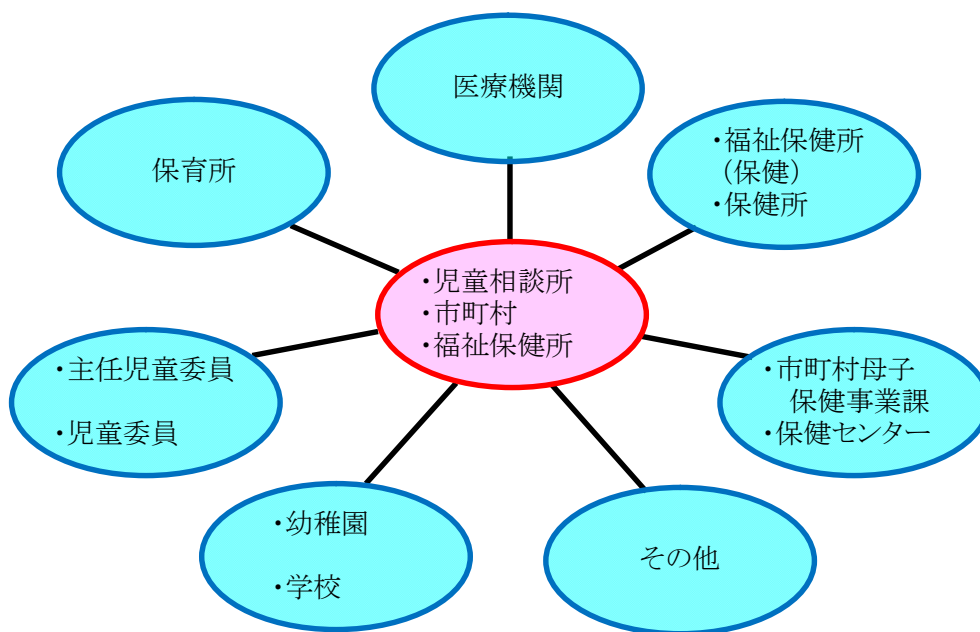 医療機関
保育所
・福祉保健所
（保健）
・保健所
・児童相談所
・市町村
・福祉保健所
・主任児童委員
・児童委員
・市町村母子
保健事業課
・保健センター
・幼稚園
・学校
その他